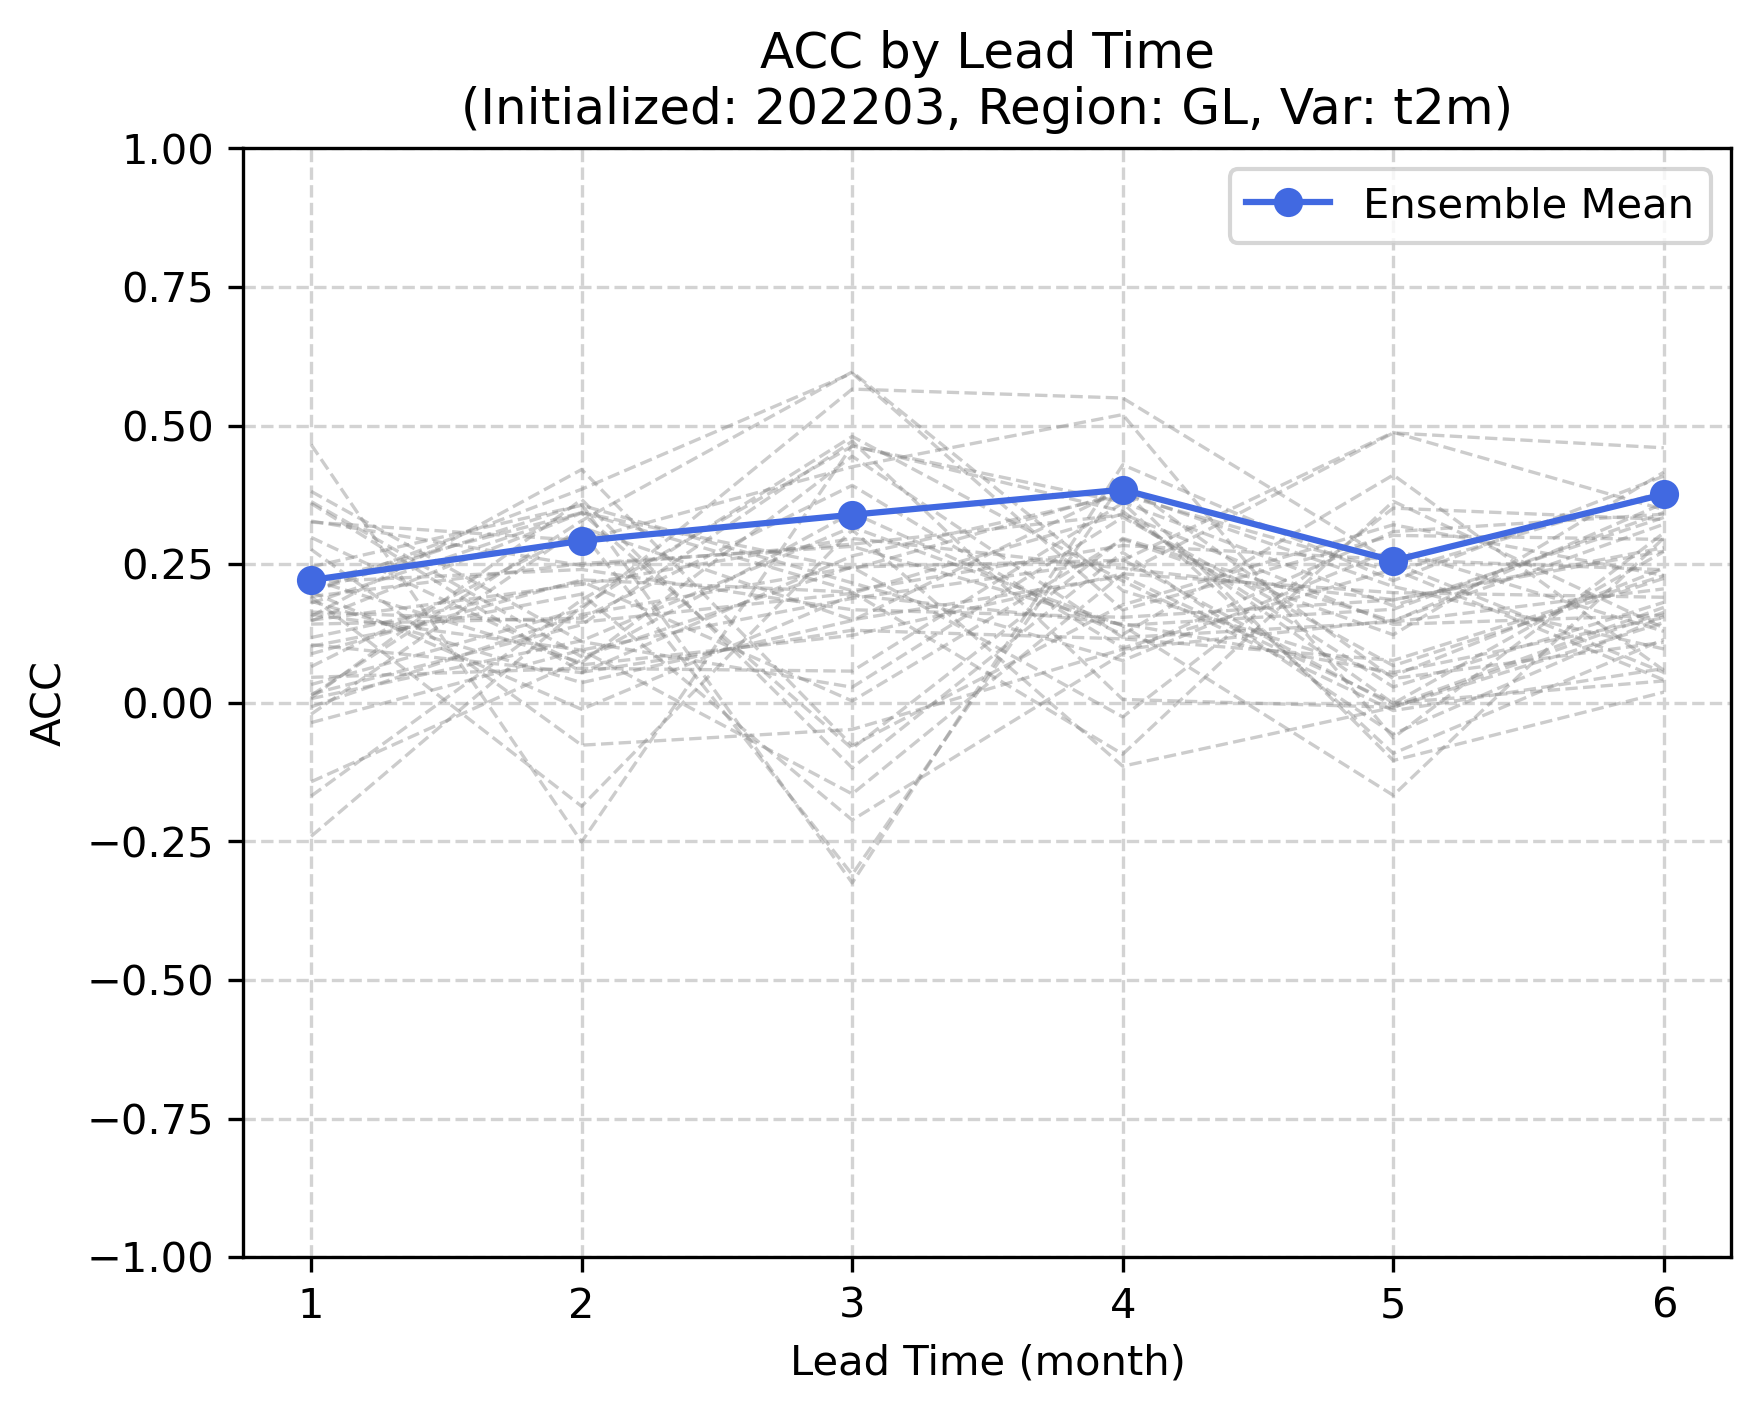 ACC by Lead Time
(Initialized: 202203, Region: GL, Var: t2m)
Ensemble Mean
1.00
0.75
0.50
0.25
0.00
−0.25
−0.50
−0.75
−1.00
ACC
1 2 3 4 5 6
Lead Time (month)